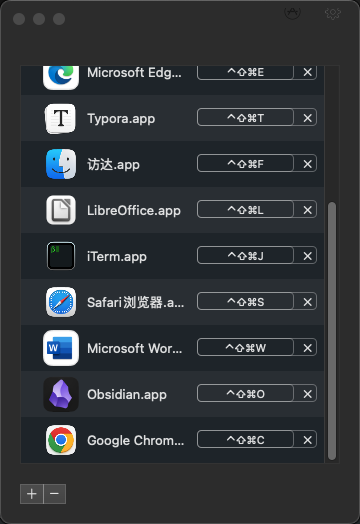 Microsoft Edg... ^⇧⌘E ×
Typora.app ^⇧⌘T ×
访达.app ^⇧⌘F ×
LibreOffice.app ^⇧⌘L ×
iTerm.app ^⇧⌘J ×
Safari浏览器.a... ^⇧⌘S ×
Microsoft Wor... ^⇧⌘W ×
Obsidian.app ^⇧⌘O ×
Google Chrom... ^⇧⌘C ×
+ −